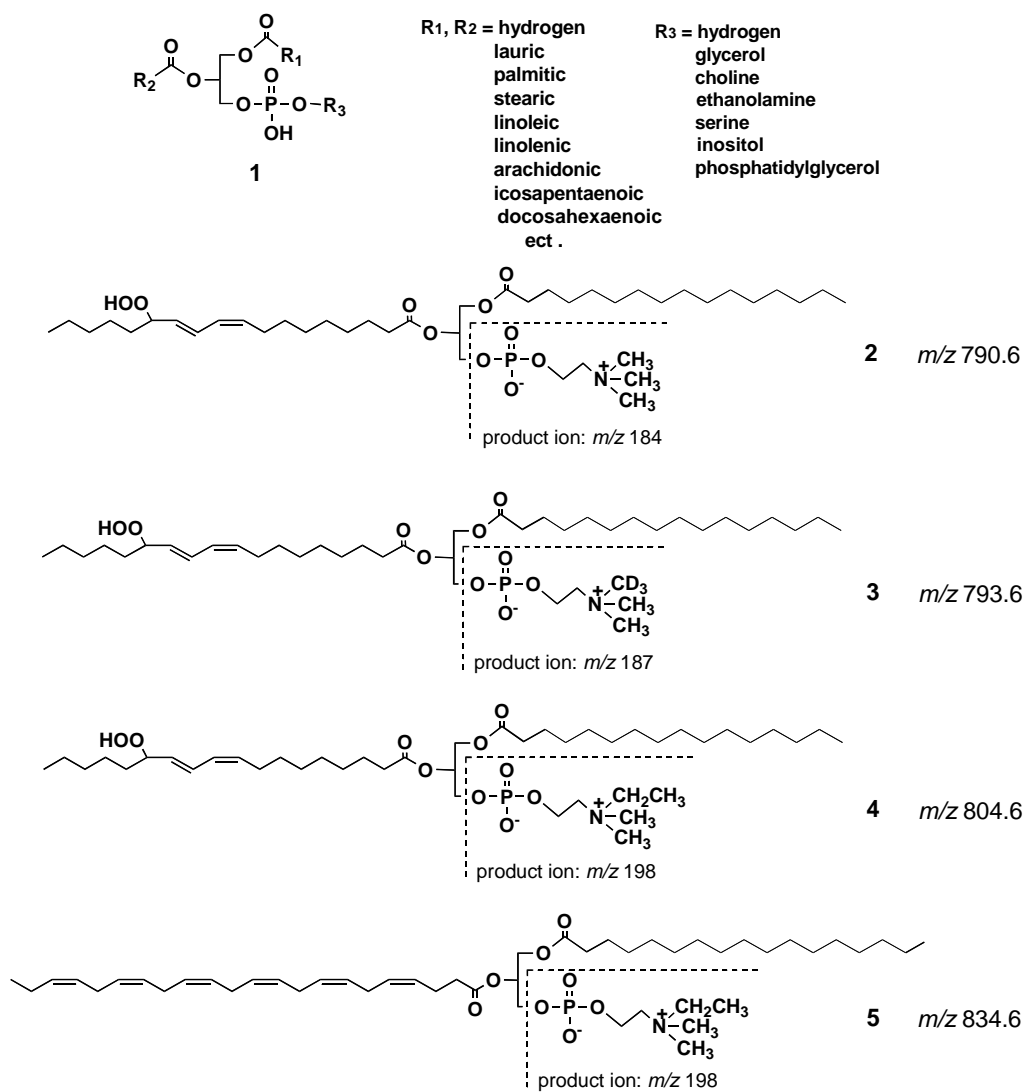 R1, R2 = hydrogen
lauric
palmitic
stearic
linoleic
linolenic
arachidonic
icosapentaenoic
docosahexaenoic
ect .
R3 = hydrogen
glycerol
choline
ethanolamine
serine
inositol
phosphatidylglycerol
O
O
R1
O
R2
O
O
O P O
R3
OH
1
HOO
O
O
O
O
O
O P O
O-
N+
CH3
CH3
CH3
product ion: m/z 184
2 m/z 790.6
HOO
O
O
O
O
O
O P O
O-
N+
CD3
CH3
CH3
product ion: m/z 187
3 m/z 793.6
HOO
O
O
O
O
O
O P O
O-
N+
CH2CH3
CH3
CH3
product ion: m/z 198
4 m/z 804.6
O
O
O
O
O
O P O
O-
N+
CH2CH3
CH3
CH3
product ion: m/z 198
5 m/z 834.6